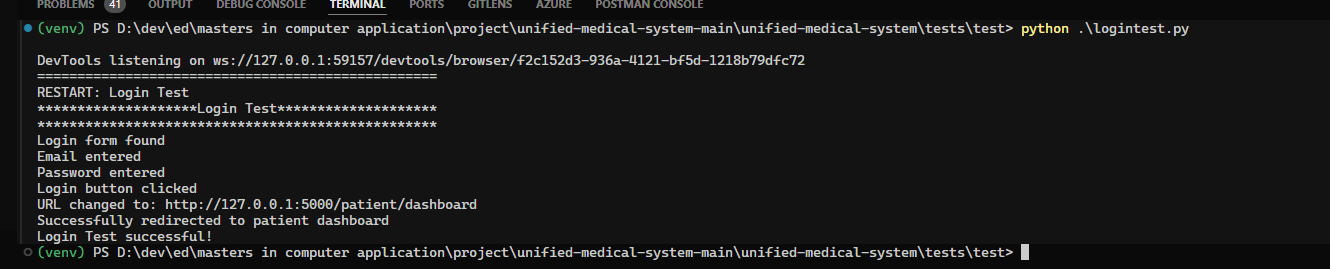 PROBLEMS 41 OUTPUT DEBUG CONSOLE TERMINAL PORTS GITLENS AZURE POSTMAN CONSOLE
(venv) PS D:\dev\ed\masters in computer application\project\unified-medical-system-main\unified-medical-system\tests\test> python .\logintest.py
DevTools listening on ws://127.0.0.1:59157/devtools/browser/f2c152d3-936a-4121-bf5d-1218b79dfc72
==================================================
RESTART: Login Test
********************Login Test********************
**************************************************
Login form found
Email entered
Password entered
Login button clicked
URL changed to: http://127.0.0.1:5000/patient/dashboard
Successfully redirected to patient dashboard
Login Test successful!
(venv) PS D:\dev\ed\masters in computer application\project\unified-medical-system-main\unified-medical-system\tests\test>